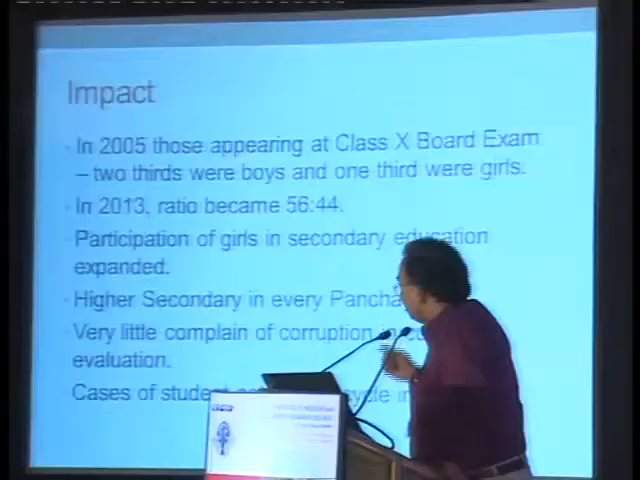 Impact
In 2005 those appearing at Class X Board Exam
– two thirds were boys and one third were girls.
In 2013, ratio became 56:44.
Participation of girls in secondary education
expanded.
Higher Secondary in every
Very little complain of corruption
evaluation.
Cases of student